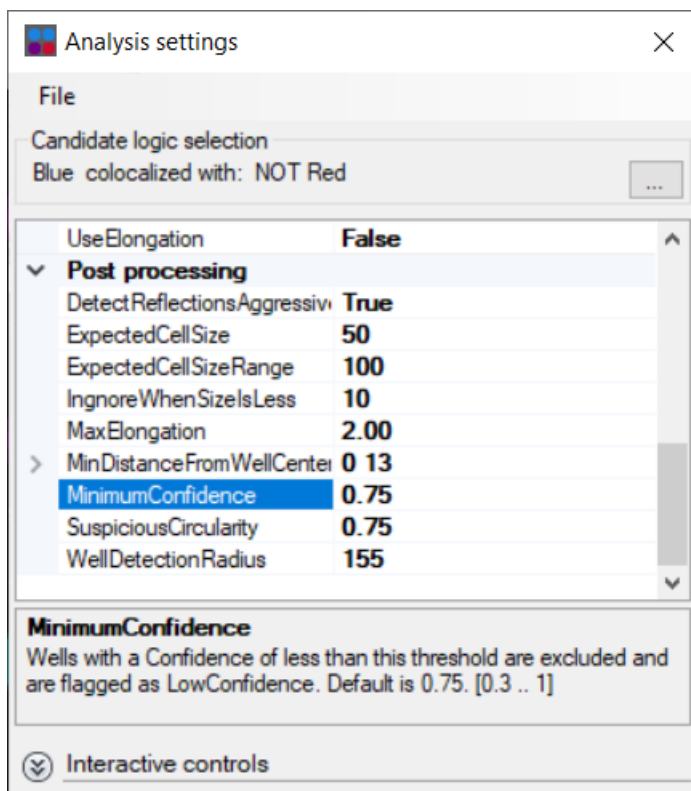 Analysis settings
File
Candidate logic selection
Blue colocalized with: NOT Red
...
UseElongation False
Post processing
DetectReflectionsAggressiv True
ExpectedCellSize 50
ExpectedCellSizeRange 100
IngnoreWhenSizeIsLess 10
MaxElongation 2.00
MinDistanceFromWellCenter 0 13
MinimumConfidence 0.75
SuspiciousCircularity 0.75
WellDetectionRadius 155
MinimumConfidence
Wells with a Confidence of less than this threshold are excluded and
are flagged as LowConfidence. Default is 0.75. [0.3 .. 1]
Interactive controls